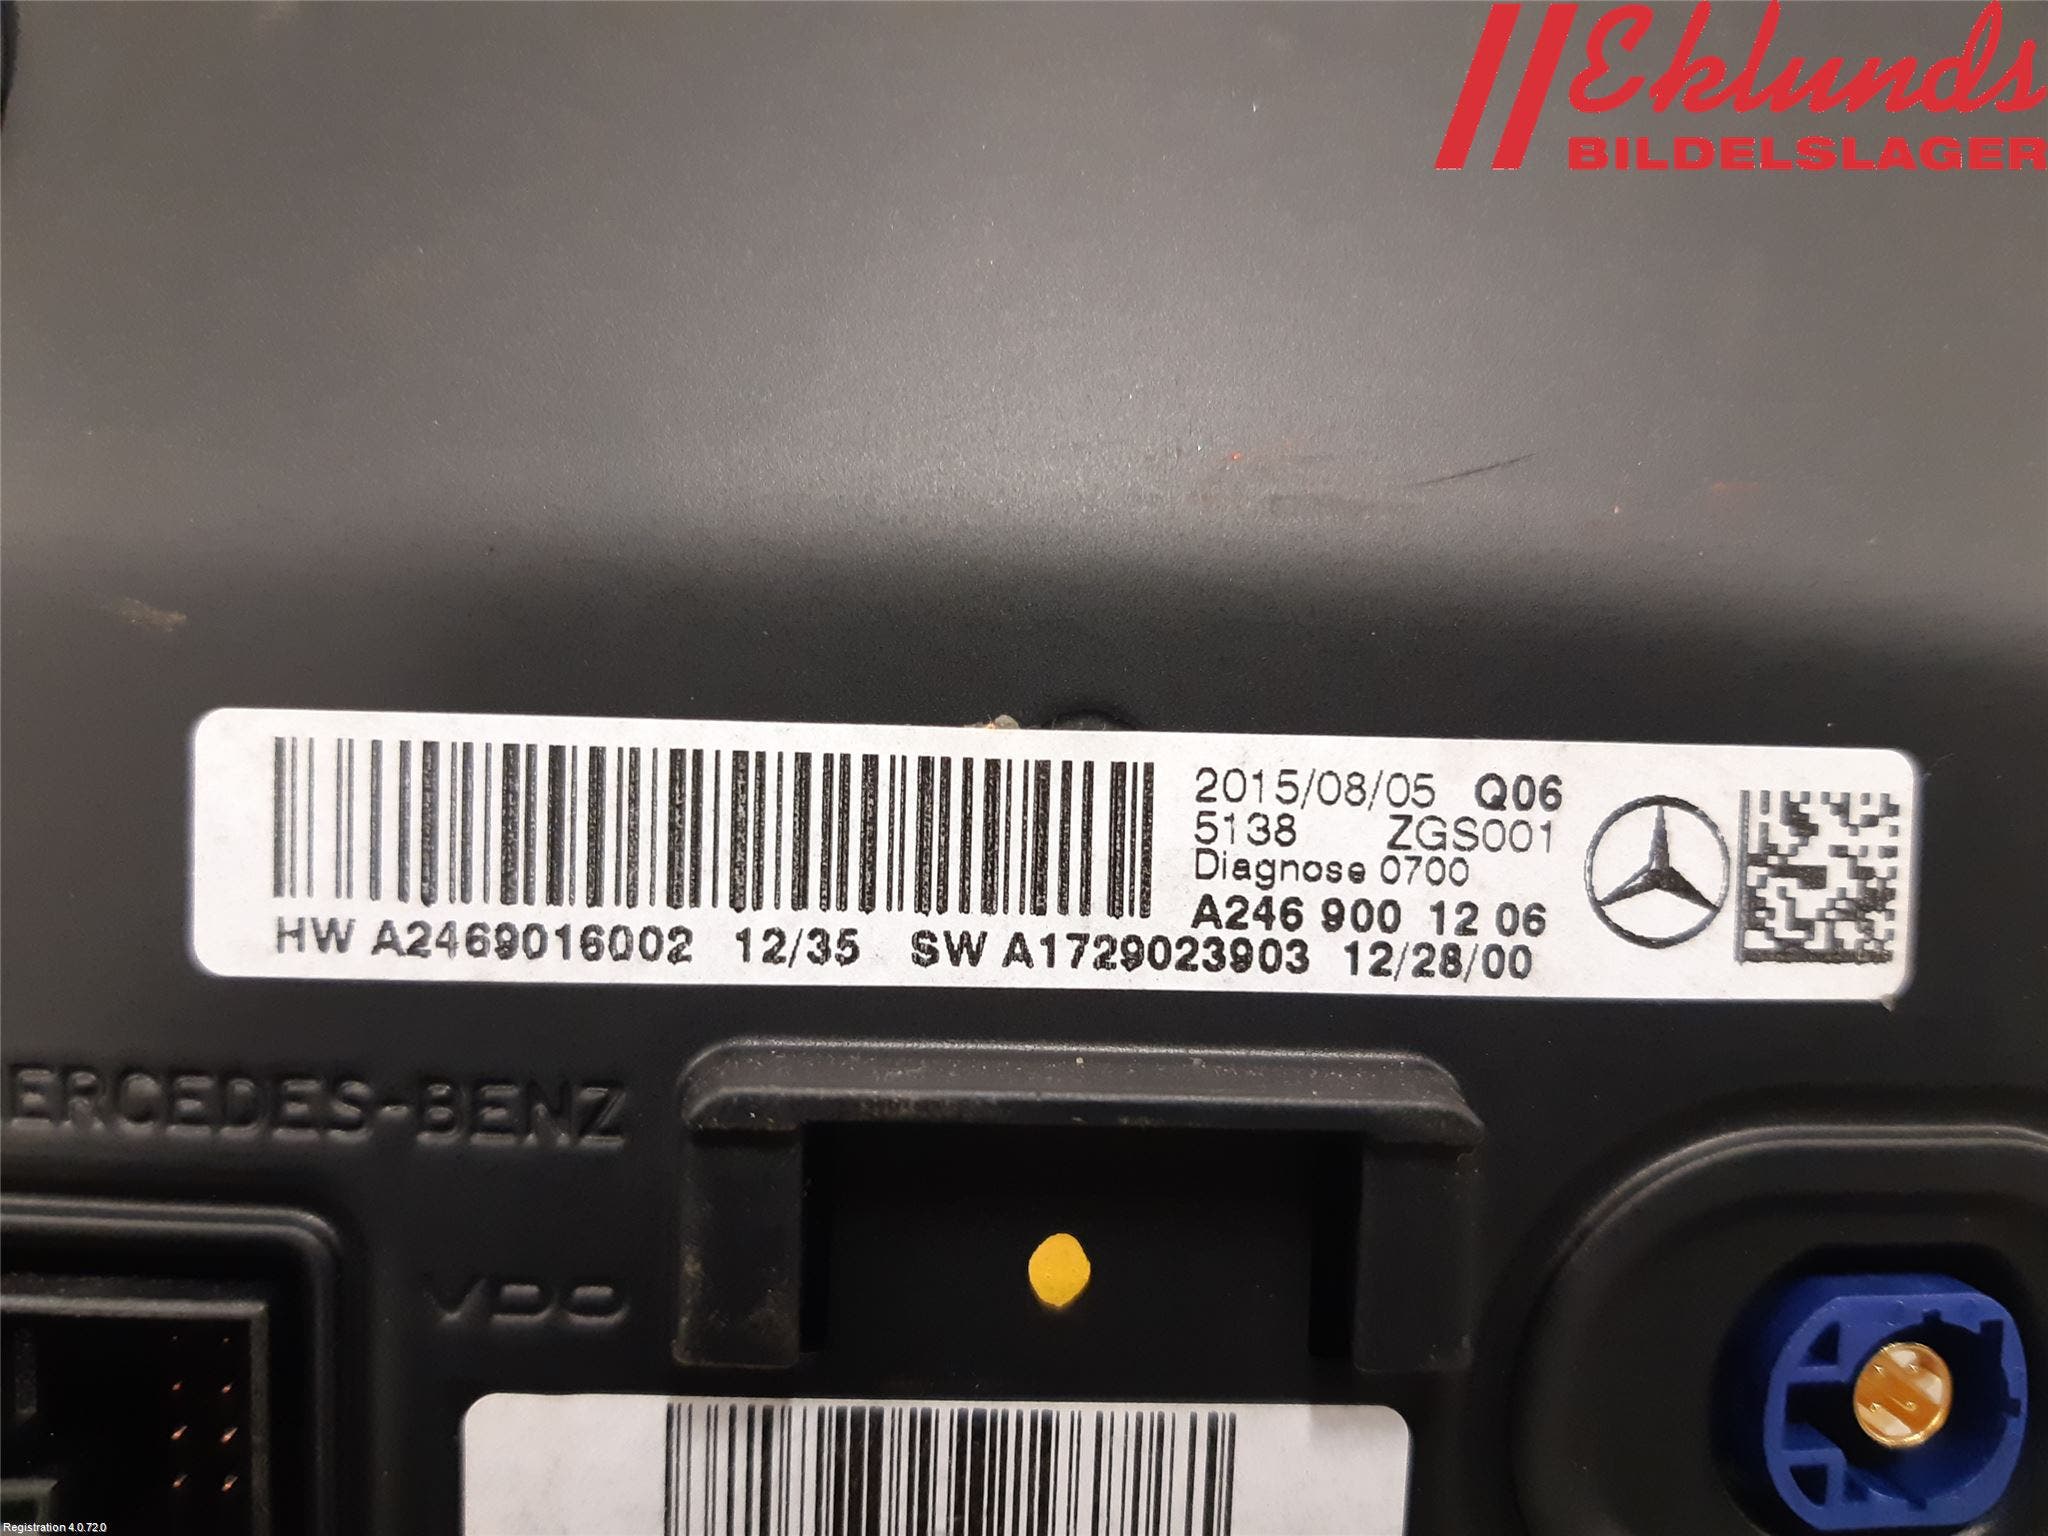 Eklunds
BILDELSLAGER
2015/08/05 Q06
5138 ZGS001
Diagnose 0700
A246 900 12 06
HW A2469016002 12/35 SW A1729023903 12/28/00
ERCEDES-BENZ
VDO
Registration 4.0.72.0